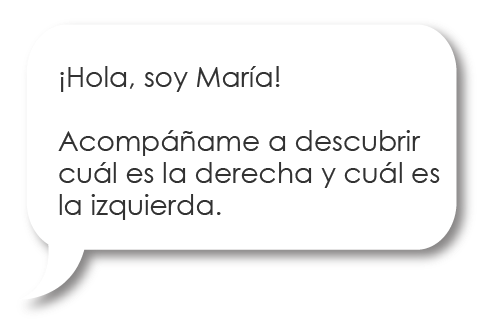 ¡Hola, soy María!
Acompáñame a descubrir
cuál es la derecha y cuál es
la izquierda.